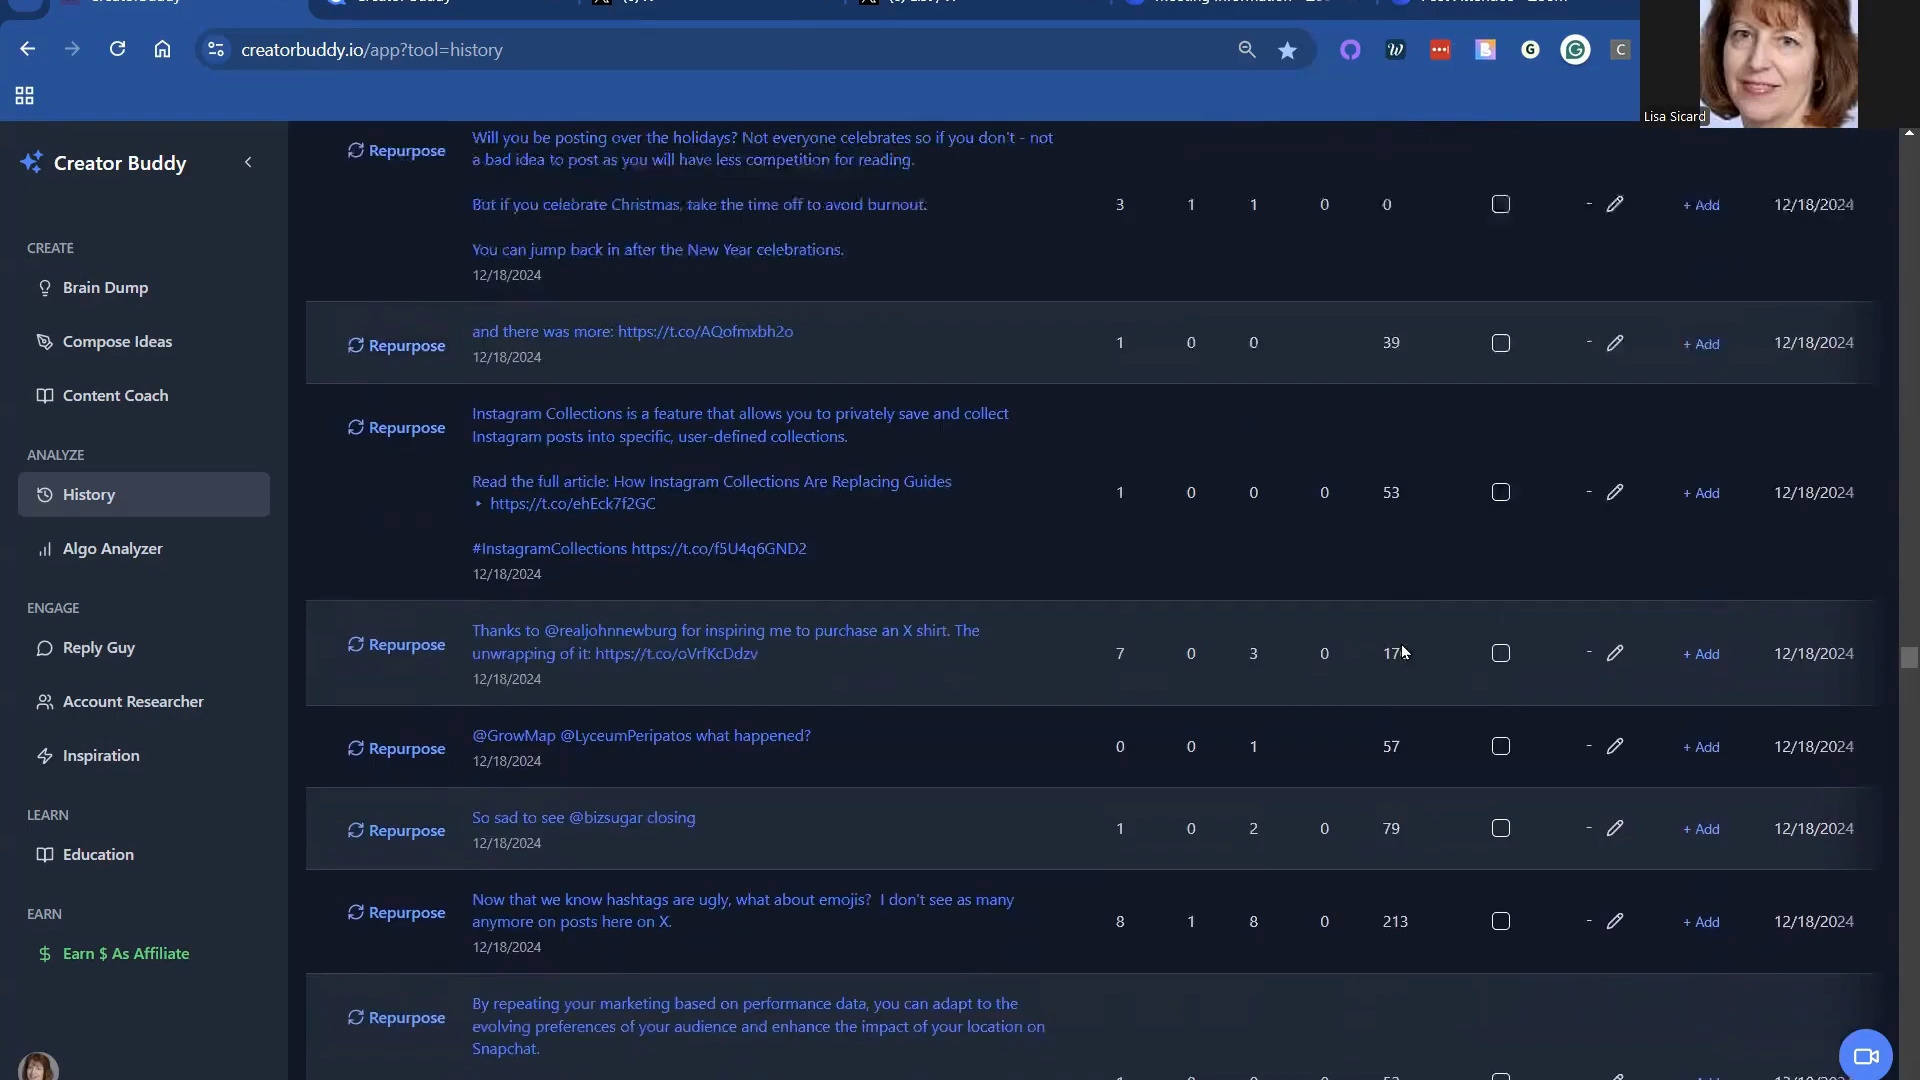 creatorbuddy.io/app?tool=history
W
G
C
Lisa Sicard
Creator Buddy
CREATE
Brain Dump
Compose Ideas
Content Coach
ANALYZE
History
Algo Analyzer
ENGAGE
Reply Guy
Account Researcher
Inspiration
LEARN
Education
EARN
$ Earn $ As Affiliate
Repurpose
Will you be posting over the holidays? Not everyone celebrates so if you don't - not
a bad idea to post as you will have less competition for reading.
But if you celebrate Christmas, take the time off to avoid burnout.
You can jump back in after the New Year celebrations.
12/18/2024
3 1 1 0 0 - + Add 12/18/2024
Repurpose
and there was more: https://t.co/AQofmxbh2o
12/18/2024
1 0 0 39 - + Add 12/18/2024
Repurpose
Instagram Collections is a feature that allows you to privately save and collect
Instagram posts into specific, user-defined collections.
Read the full article: How Instagram Collections Are Replacing Guides
‣ https://t.co/ehEck7f2GC
#InstagramCollections https://t.co/f5U4q6GND2
12/18/2024
1 0 0 0 53 - + Add 12/18/2024
Repurpose
Thanks to @realjohnnewburg for inspiring me to purchase an X shirt. The
unwrapping of it: https://t.co/oVrfKcDdzv
12/18/2024
7 0 3 0 - + Add 12/18/2024
Repurpose
@GrowMap @LyceumPeripatos what happened?
12/18/2024
0 0 1 57 - + Add 12/18/2024
Repurpose
So sad to see @bizsugar closing
12/18/2024
1 0 2 0 79 - + Add 12/18/2024
Repurpose
Now that we know hashtags are ugly, what about emojis? I don't see as many
anymore on posts here on X.
12/18/2024
8 1 8 0 213 - + Add 12/18/2024
Repurpose
By repeating your marketing based on performance data, you can adapt to the
evolving preferences of your audience and enhance the impact of your location on
Snapchat.